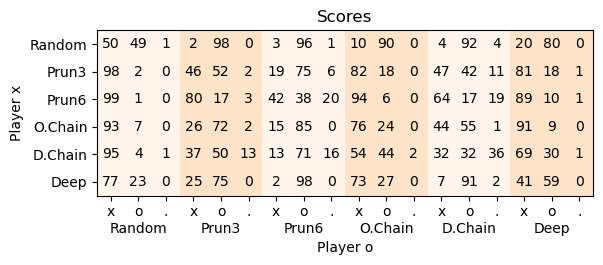 Scores
Random 50 49 1 2 98 0 3 96 1 10 90 0 4 92 4 20 80 0
Prun3 98 2 0 46 52 2 19 75 6 82 18 0 47 42 11 81 18 1
Prun6 99 1 0 80 17 3 42 38 20 94 6 0 64 17 19 89 10 1
O.Chain 93 7 0 26 72 2 15 85 0 76 24 0 44 55 1 91 9 0
D.Chain 95 4 1 37 50 13 13 71 16 54 44 2 32 32 36 69 30 1
Deep 77 23 0 25 75 0 2 98 0 73 27 0 7 91 2 41 59 0
x o . x o . x o . x o . x o . x o .
Random Prun3 Prun6 O.Chain D.Chain Deep
Player o
Player x